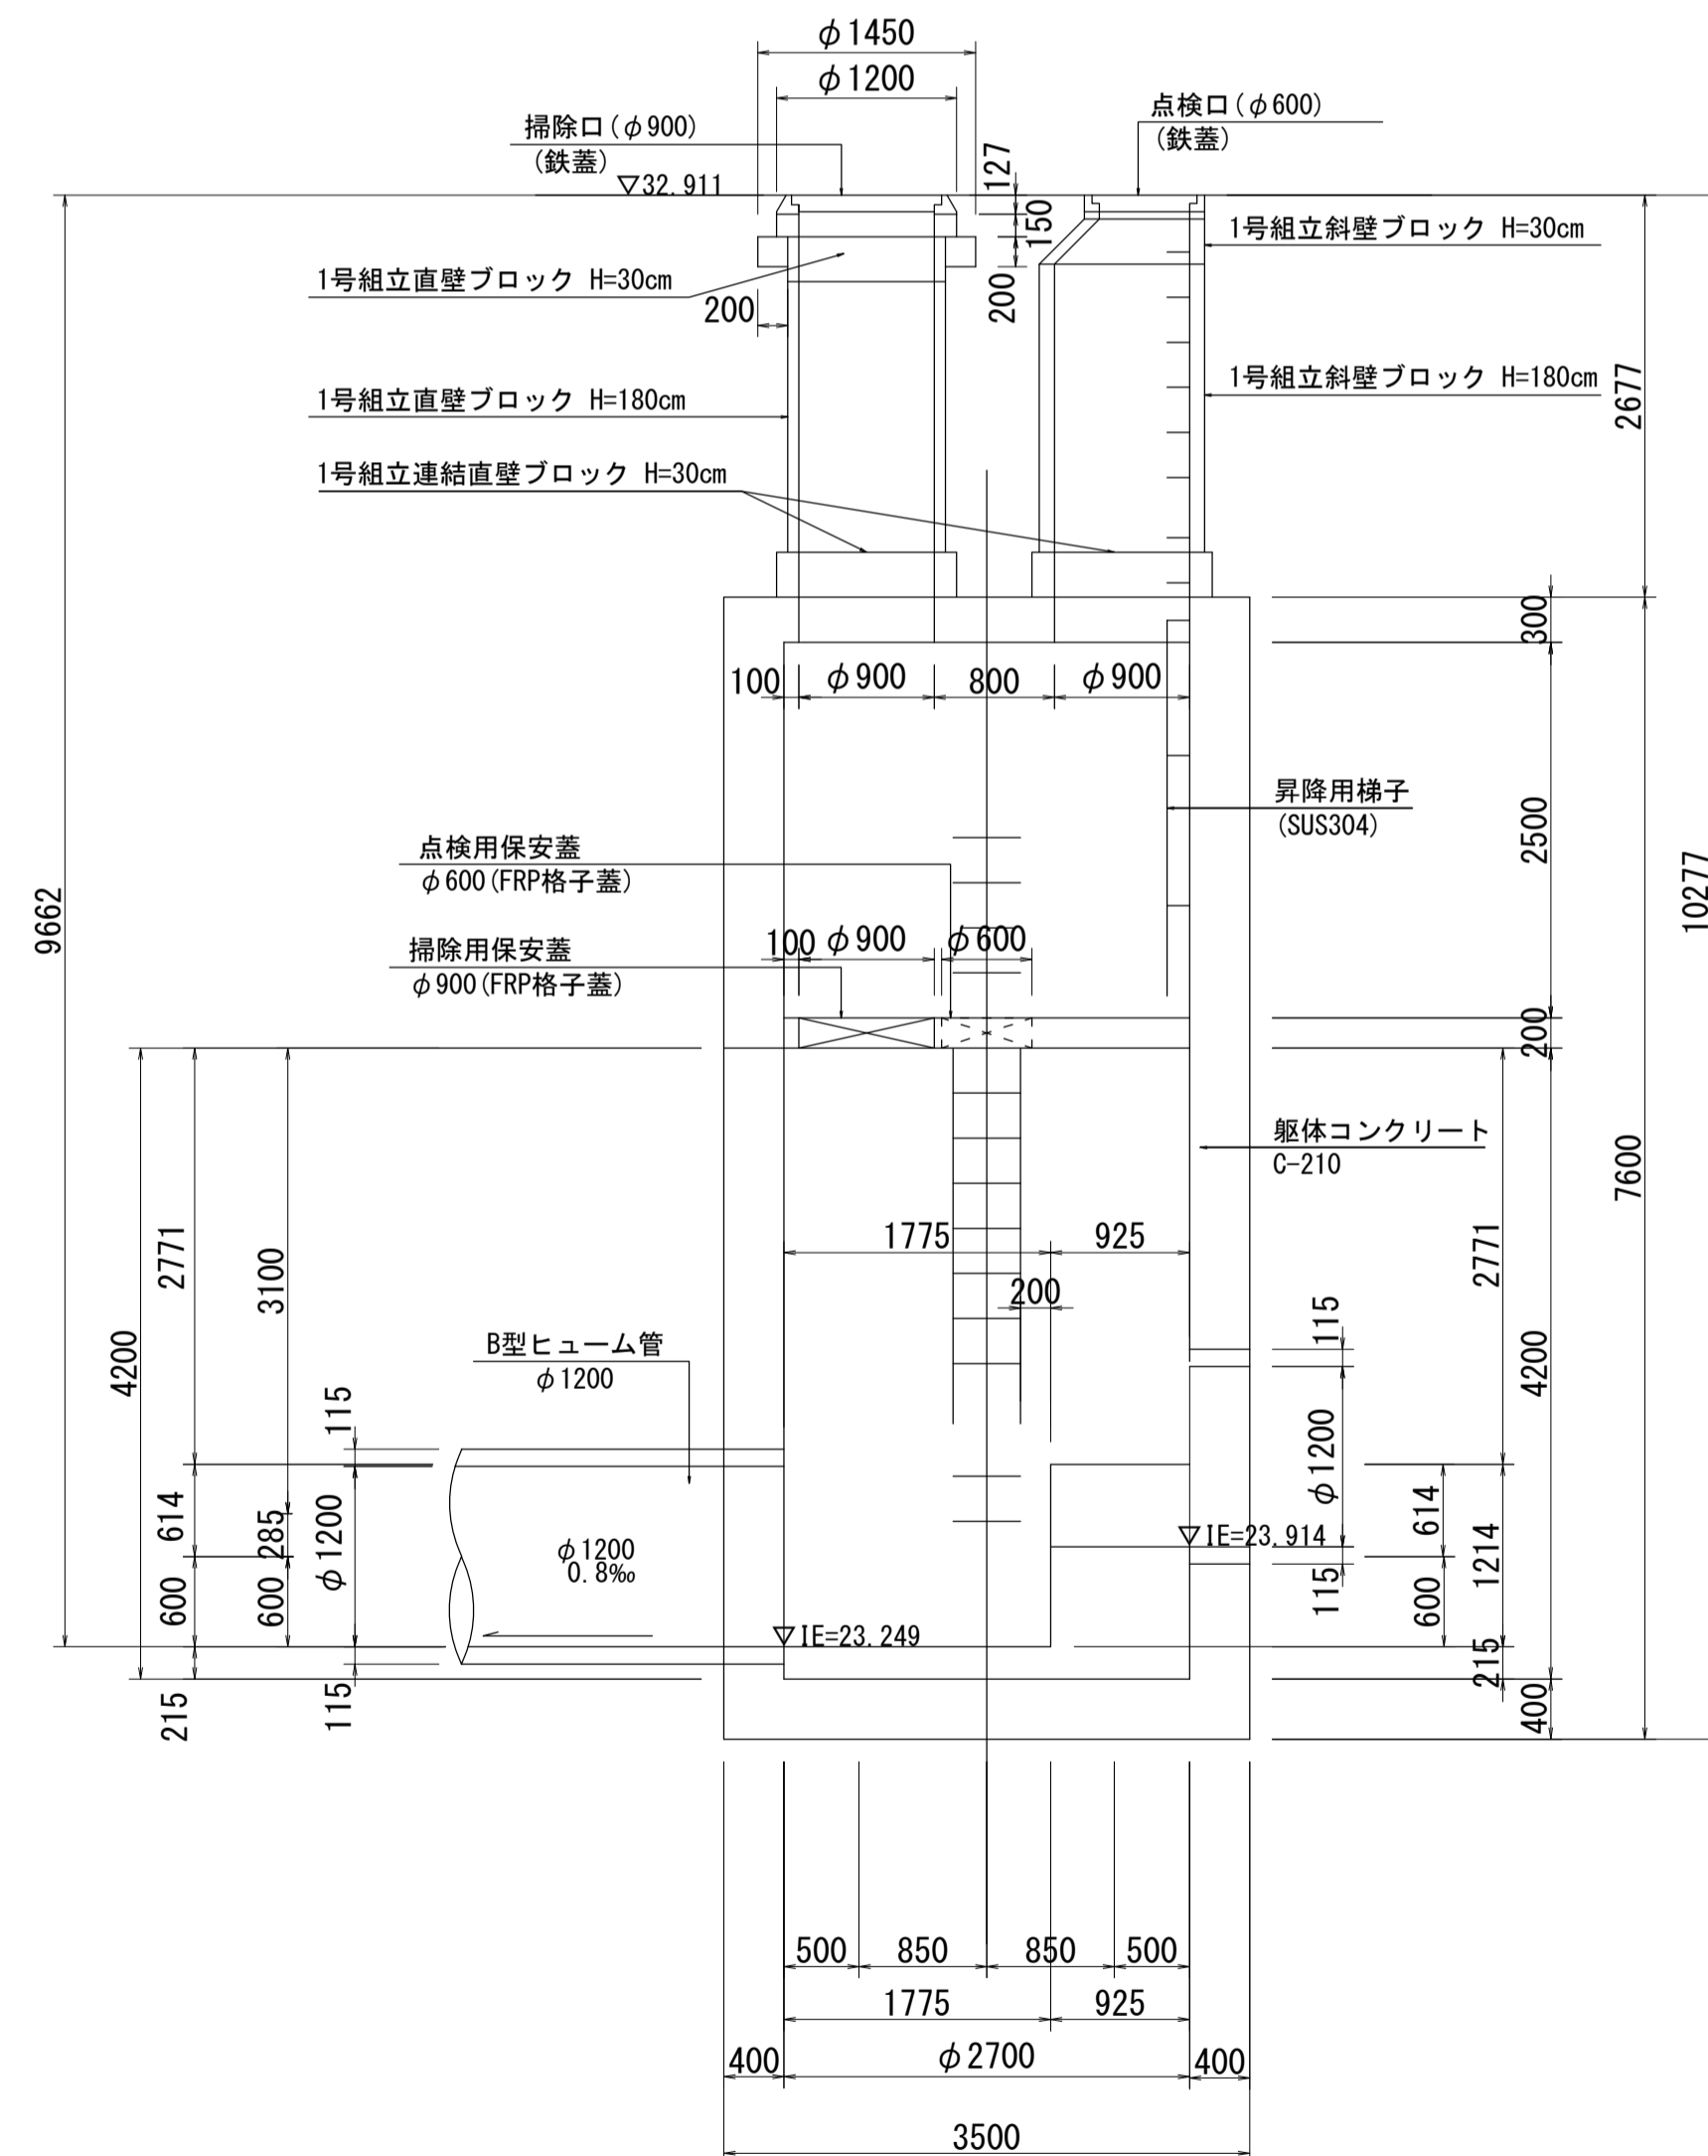 φ1450
φ1200
掃除口(φ900)
(鉄蓋)
点検口(φ600)
(鉄蓋)
▽32.911
127
150
200
1号組立斜壁ブロック H=30cm
1号組立直壁ブロック H=30cm
200
1号組立直壁ブロック H=180cm
1号組立斜壁ブロック H=180cm
2677
1号組立連結直壁ブロック H=30cm
300
100
φ900
800
φ900
昇降用梯子
(SUS304)
2500
点検用保安蓋
φ600(FRP格子蓋)
9662
10277
掃除用保安蓋
φ900(FRP格子蓋)
100
φ900
φ600
200
躯体コンクリート
C-210
7600
1775
925
200
2771
3100
4200
2771
4200
115
B型ヒューム管
φ1200
115
φ1200
614
285
φ1200
600
600
φ1200
0.8‰
▽IE=23.914
614
1214
115
600
▽IE=23.249
215
115
215
400
500
850
850
500
1775
925
400
φ2700
400
3500